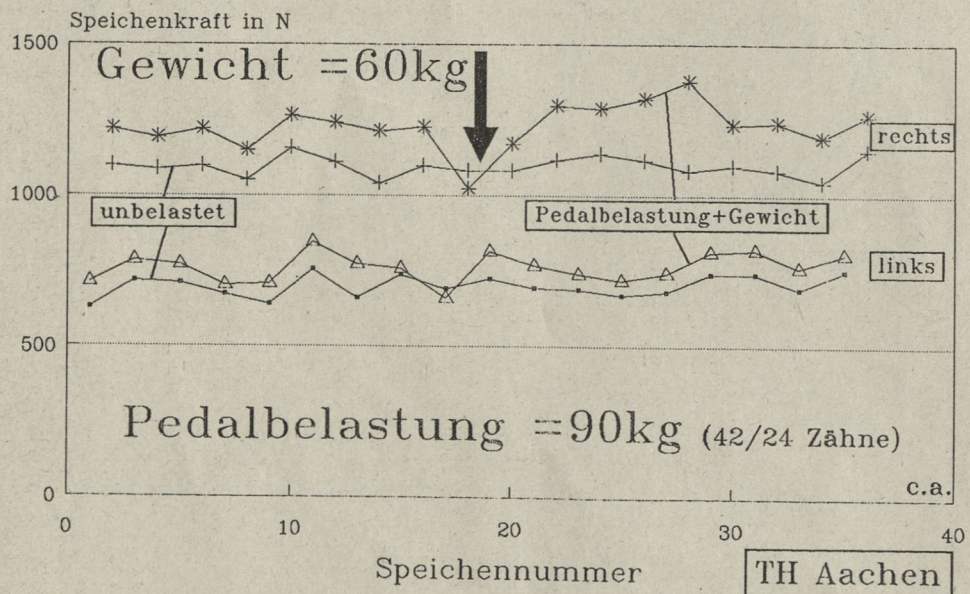 Speichenkraft in N
1500
Gewicht =60kg
rechts
1000
unbelastet
Pedalbelastung+Gewicht
links
500
Pedalbelastung =90kg (42/24 Zähne)
0
c.a.
0 10 20 30 40
Speichennummer
TH Aachen